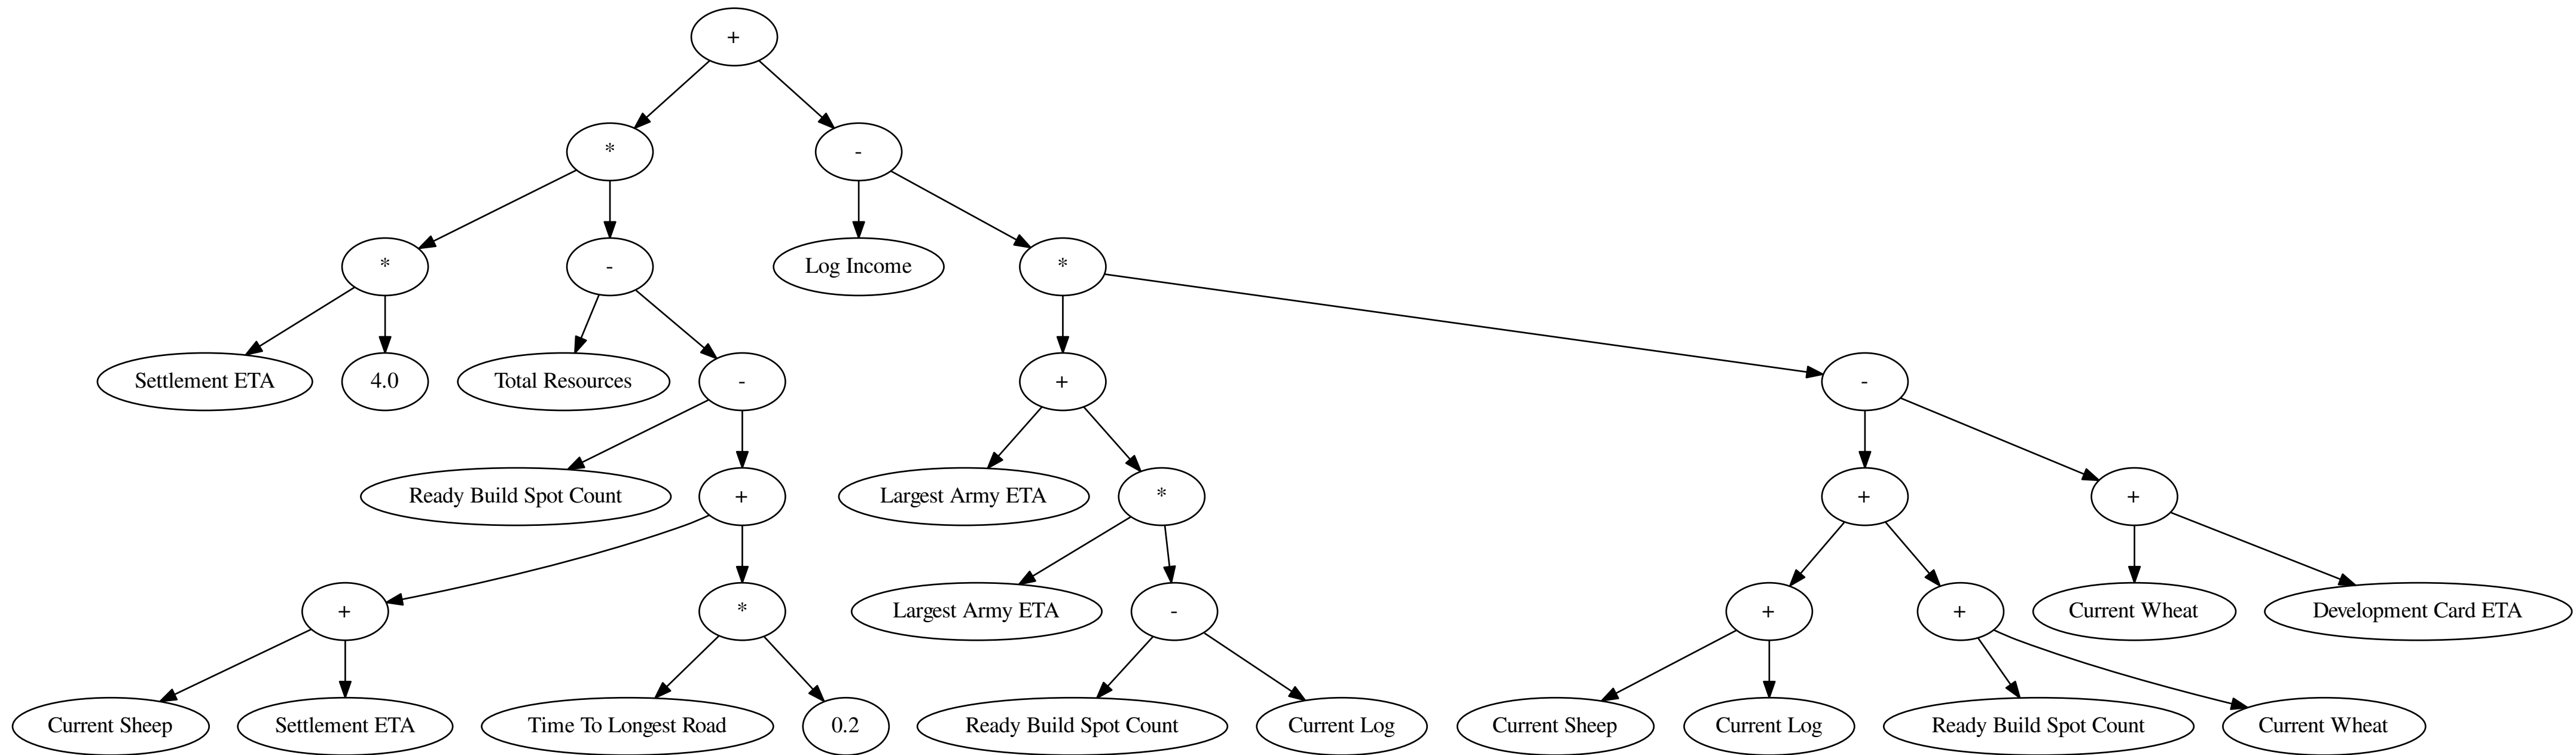 +
* -
* - Log Income *
Settlement ETA 4.0 Total Resources - + -
Ready Build Spot Count + Largest Army ETA * + +
+ * Largest Army ETA - + + Current Wheat Development Card ETA
Current Sheep Settlement ETA Time To Longest Road 0.2 Ready Build Spot Count Current Log Current Sheep Current Log Ready Build Spot Count Current Wheat